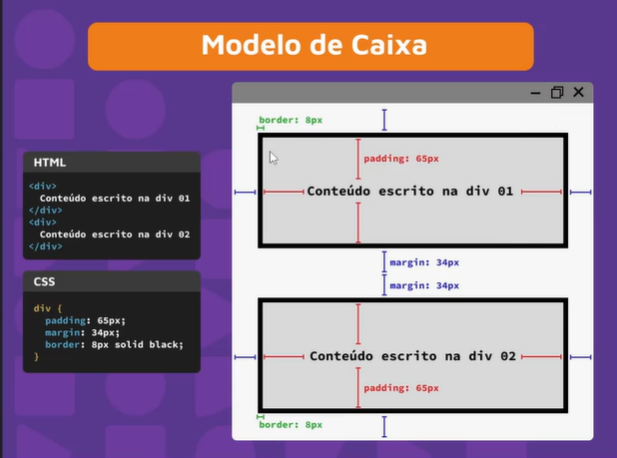 Modelo de Caixa
HTML
<div>
Conteúdo escrito na div 01
</div>
<div>
Conteúdo escrito na div 02
</div>
CSS
div {
padding: 65px;
margin: 34px;
border: 8px solid black;
}
border: 8px
padding: 65px
Conteúdo escrito na div 01
margin: 34px
margin: 34px
Conteúdo escrito na div 02
padding: 65px
border: 8px